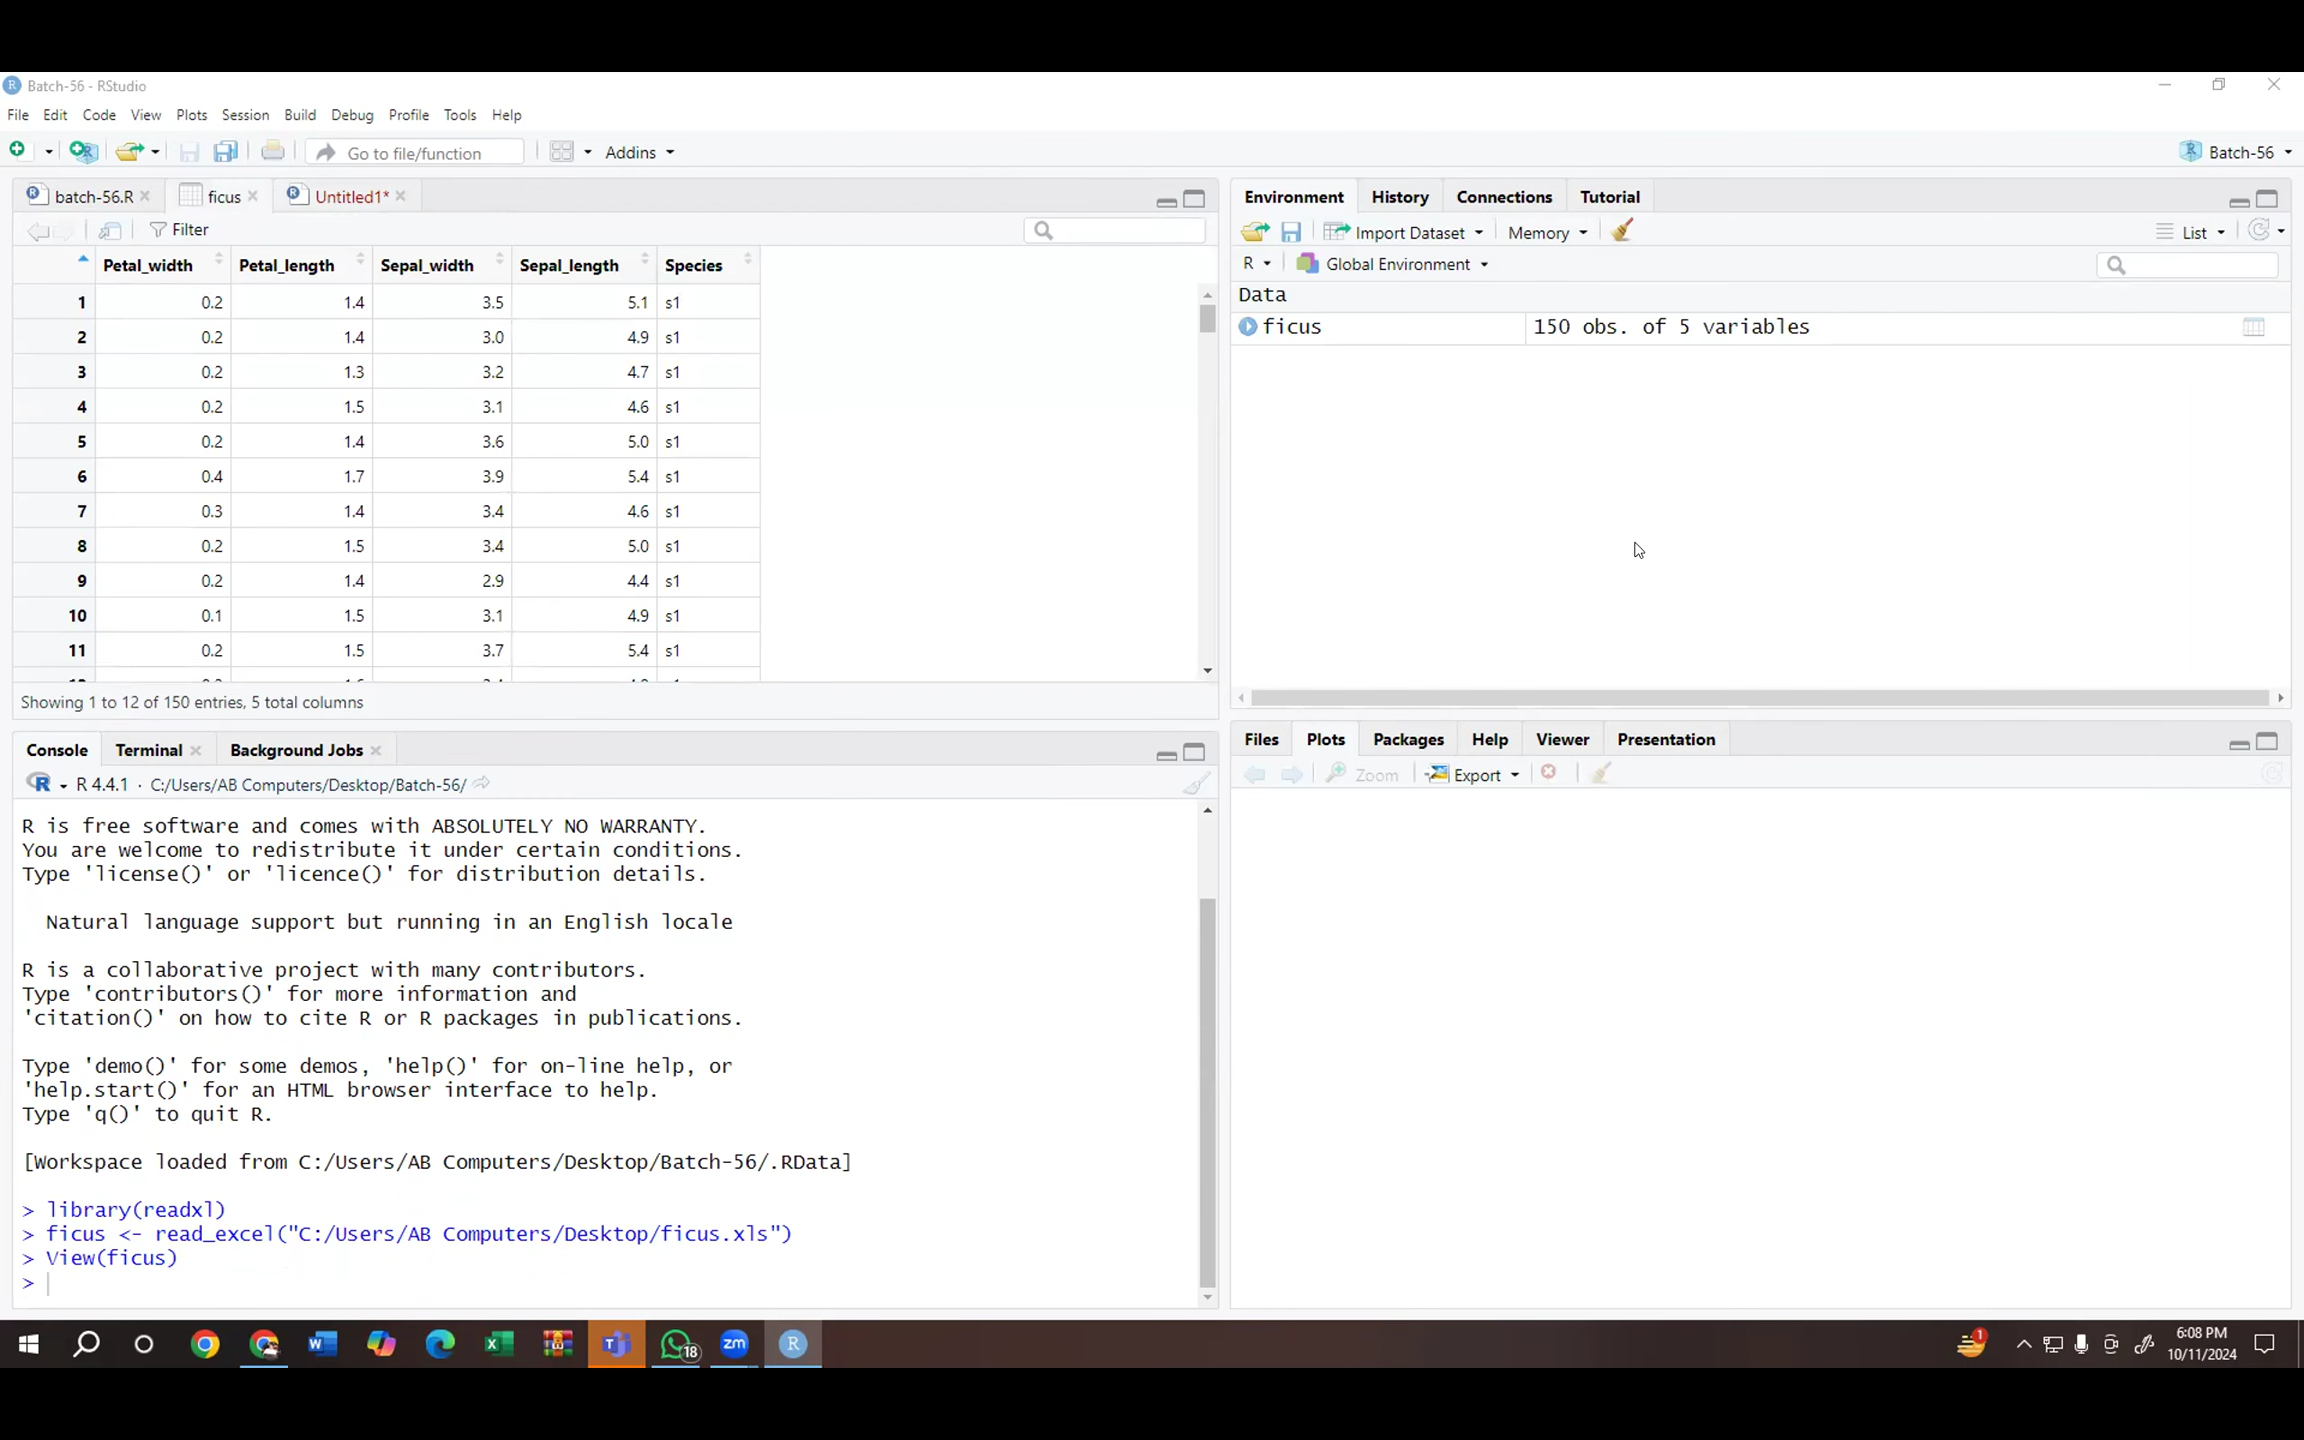 Batch-56 - RStudio
File Edit Code View Plots Session Build Debug Profile Tools Help
Go to file/function Addins Batch-56
batch-56.R ficus Untitled1*
Filter
Petal_width Petal_length Sepal_width Sepal_length Species
1 0.2 1.4 3.5 5.1 s1
2 0.2 1.4 3.0 4.9 s1
3 0.2 1.3 3.2 4.7 s1
4 0.2 1.5 3.1 4.6 s1
5 0.2 1.4 3.6 5.0 s1
6 0.4 1.7 3.9 5.4 s1
7 0.3 1.4 3.4 4.6 s1
8 0.2 1.5 3.4 5.0 s1
9 0.2 1.4 2.9 4.4 s1
10 0.1 1.5 3.1 4.9 s1
11 0.2 1.5 3.7 5.4 s1
Showing 1 to 12 of 150 entries, 5 total columns
Environment History Connections Tutorial
Import Dataset Memory List
R Global Environment
Data
ficus 150 obs. of 5 variables
Console Terminal Background Jobs
R 4.4.1 · C:/Users/AB Computers/Desktop/Batch-56/
R is free software and comes with ABSOLUTELY NO WARRANTY.
You are welcome to redistribute it under certain conditions.
Type 'license()' or 'licence()' for distribution details.
Natural language support but running in an English locale
R is a collaborative project with many contributors.
Type 'contributors()' for more information and
'citation()' on how to cite R or R packages in publications.
Type 'demo()' for some demos, 'help()' for on-line help, or
'help.start()' for an HTML browser interface to help.
Type 'q()' to quit R.
[Workspace loaded from C:/Users/AB Computers/Desktop/Batch-56/.RData]
> library(readxl)
> ficus <- read_excel("C:/Users/AB Computers/Desktop/ficus.xls")
> View(ficus)
>
Files Plots Packages Help Viewer Presentation
Zoom Export
18
zm
1
6:08 PM
10/11/2024